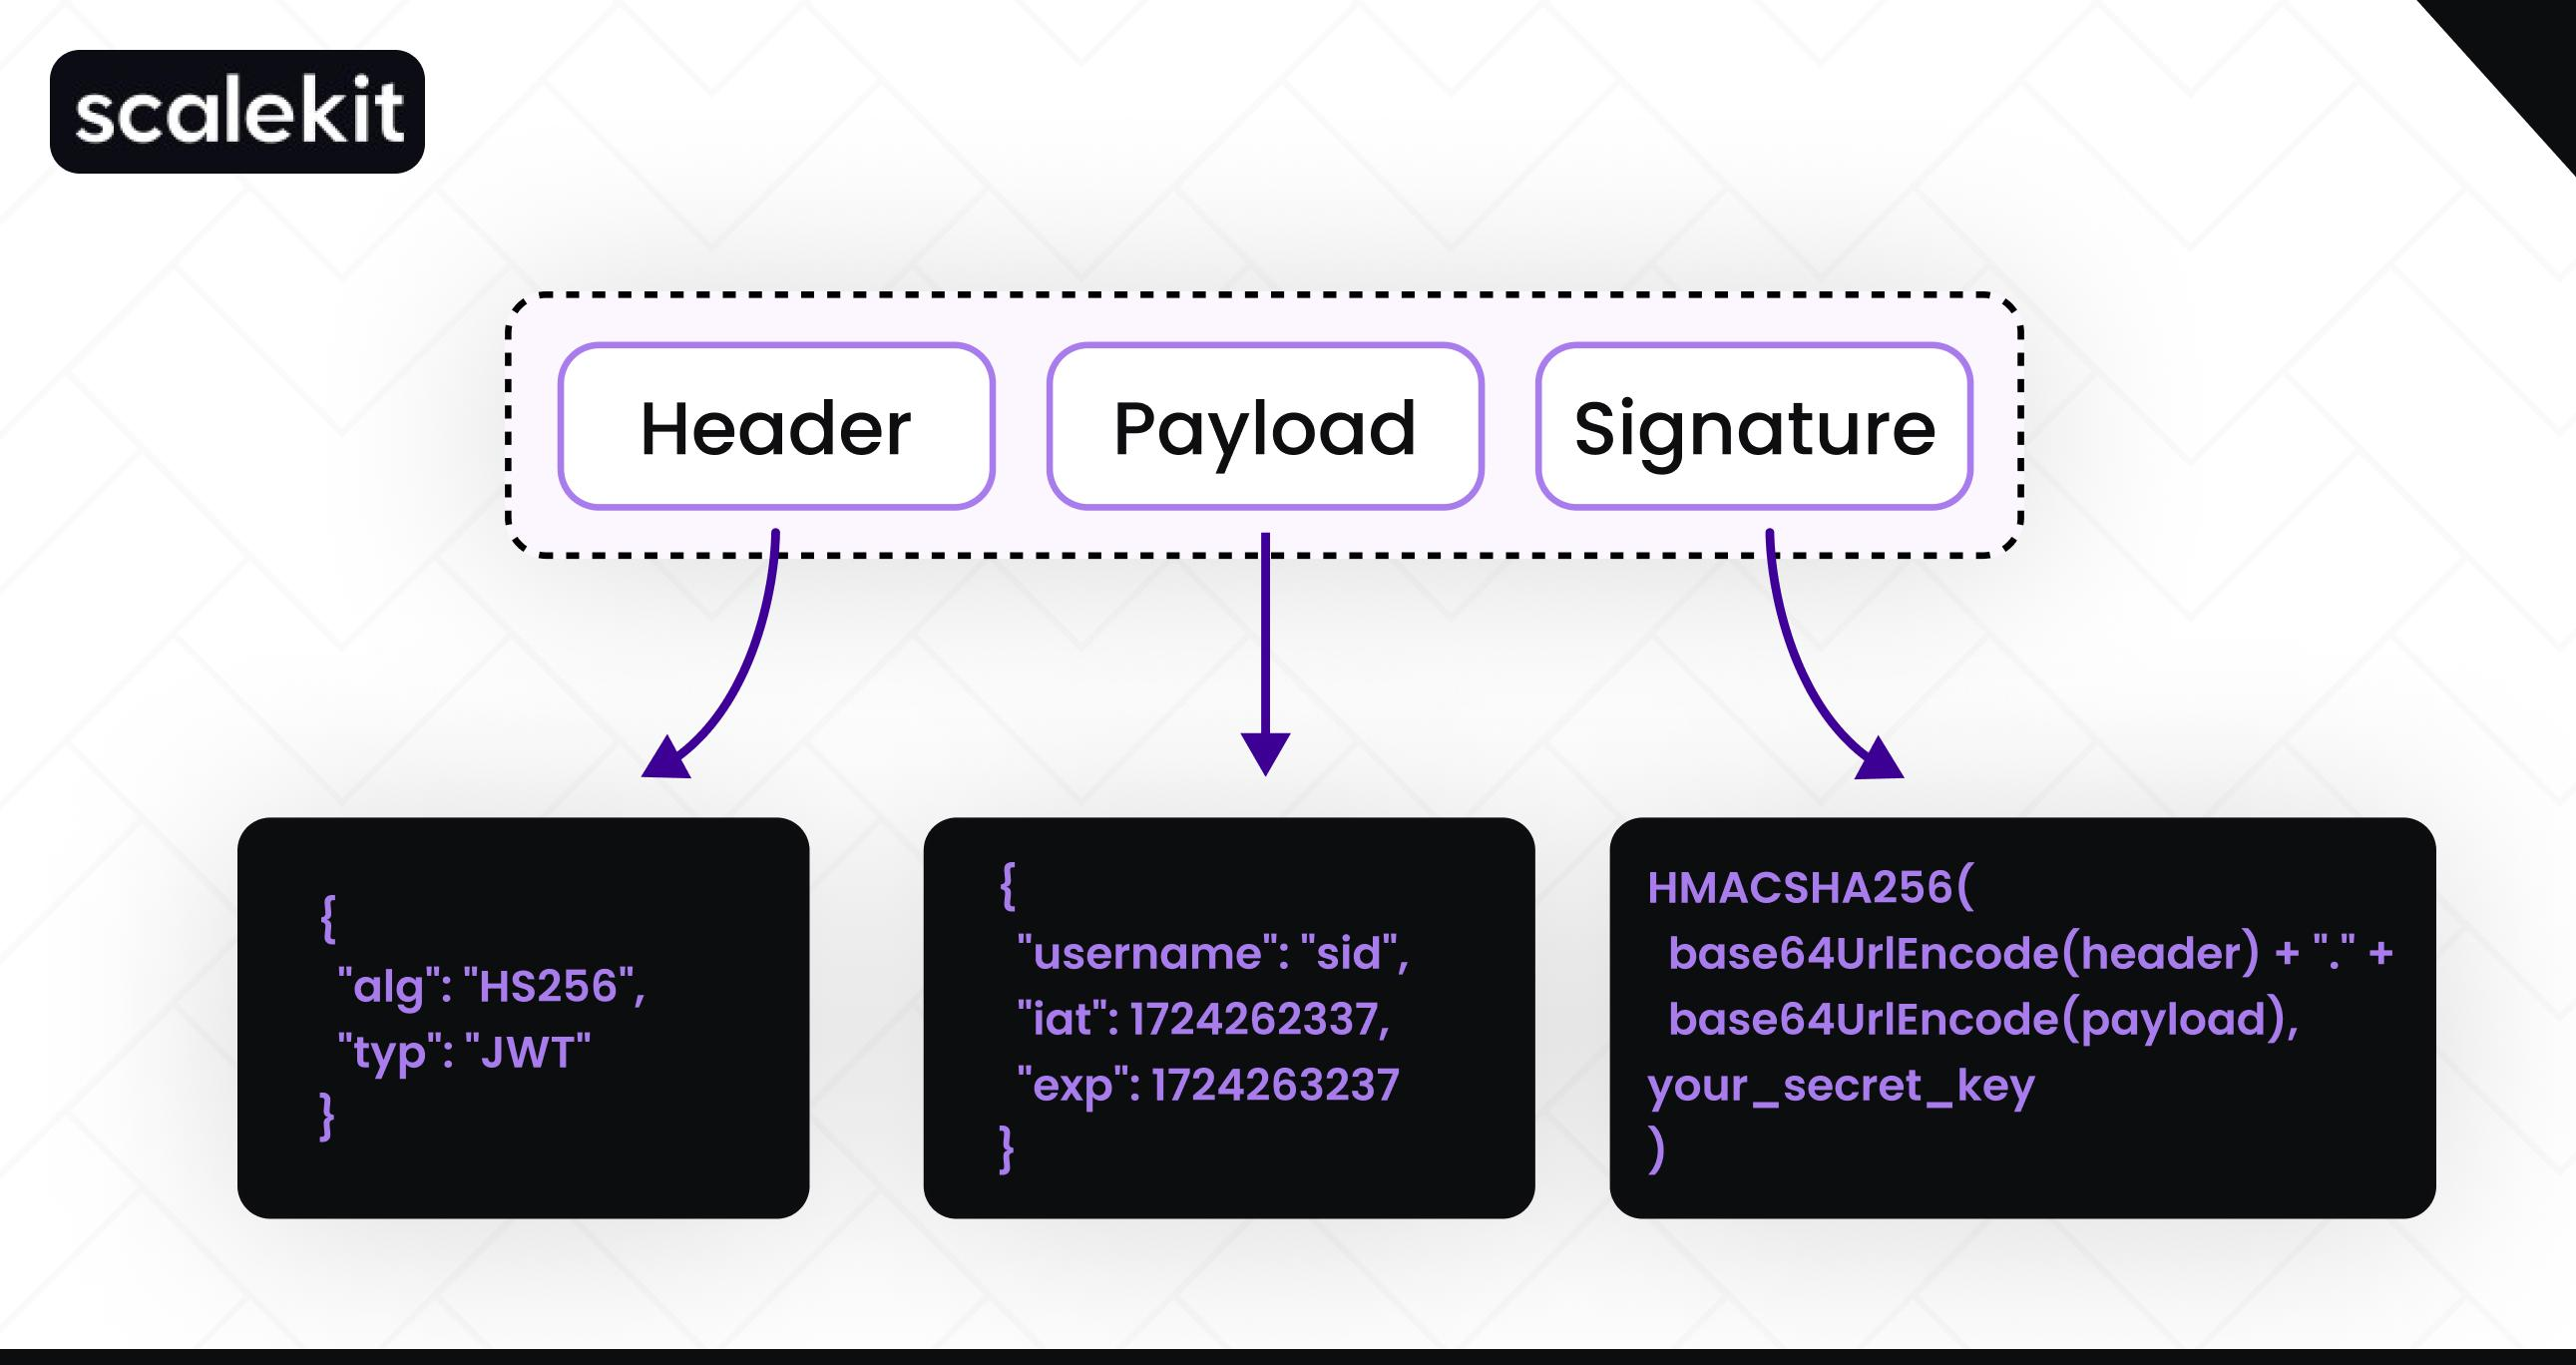 scalekit
Header
Payload
Signature
{
"alg": "HS256",
"typ": "JWT"
}
{
"username": "sid",
"iat": 1724262337,
"exp": 1724263237
}
HMACSHA256(
base64UrlEncode(header) + "." +
base64UrlEncode(payload),
your_secret_key
)